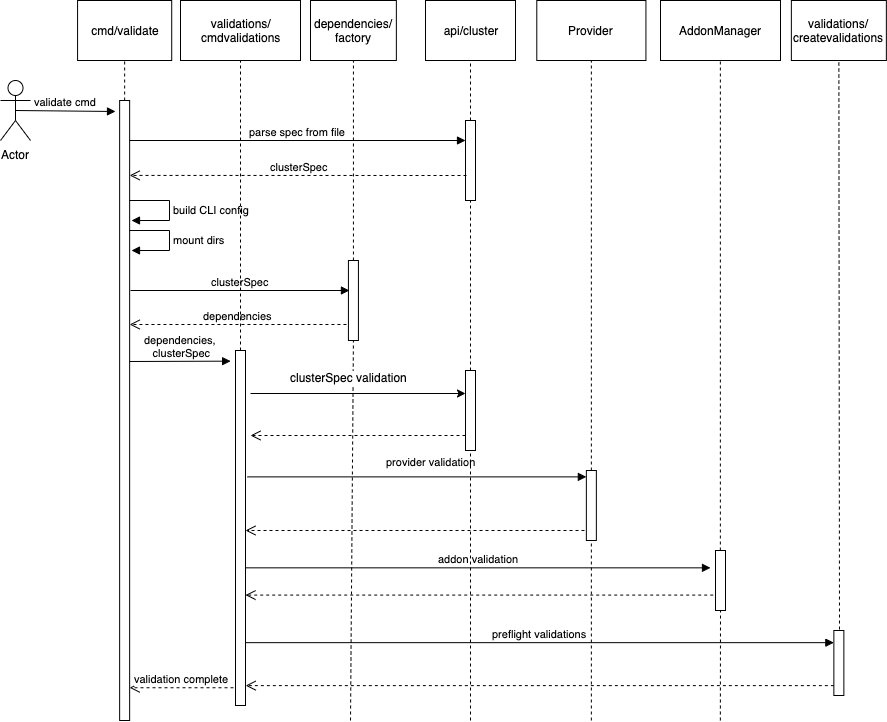 cmd/validate
validations/
cmdvalidations
dependencies/
factory
api/cluster
Provider
AddonManager
validations/
createvalidations
validate cmd
Actor
parse spec from file
clusterSpec
build CLI config
mount dirs
clusterSpec
dependencies
dependencies,
clusterSpec
clusterSpec validation
provider validation
addon validation
preflight validations
validation complete